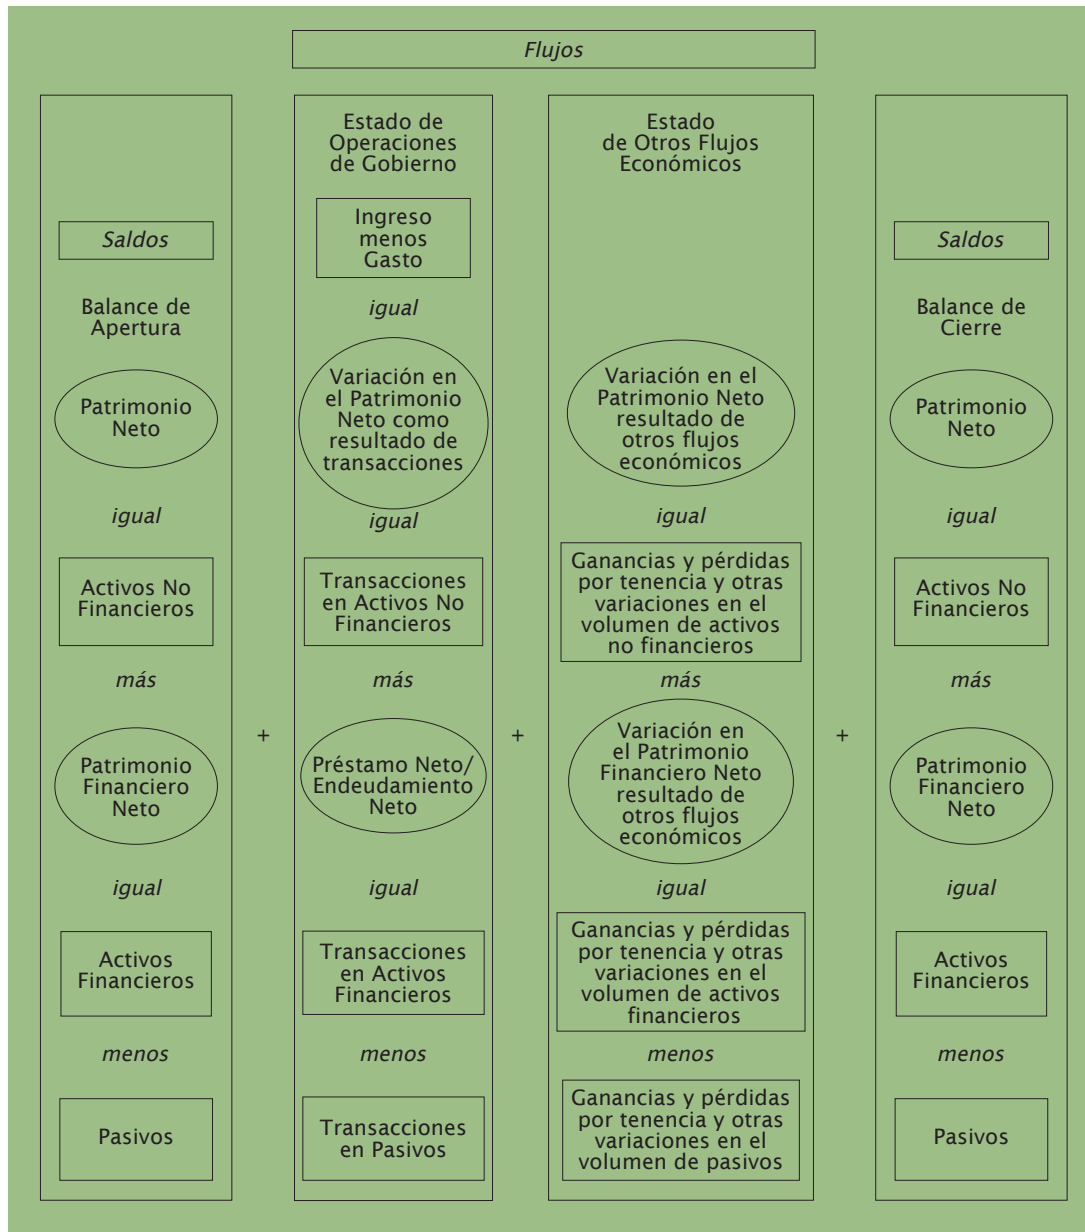 Flujos
Saldos
Balance de
Apertura
Patrimonio
Neto
igual
Activos No
Financieros
más
Patrimonio
Financiero
Neto
igual
Activos
Financieros
menos
Pasivos
+
Estado de
Operaciones
de Gobierno
Ingreso
menos
Gasto
igual
Variación en
el Patrimonio
Neto como
resultado de
transacciones
igual
Transacciones
en Activos No
Financieros
más
Préstamo Neto/
Endeudamiento
Neto
igual
Transacciones
en Activos
Financieros
menos
Transacciones
en Pasivos
+
Estado
de Otros Flujos
Económicos
Variación en el
Patrimonio Neto
resultado de
otros flujos
económicos
igual
Ganancias y pérdidas
por tenencia y otras
variaciones en el
volumen de activos
no financieros
más
Variación en
el Patrimonio
Financiero Neto
resultado de
otros flujos
económicos
igual
Ganancias y pérdidas
por tenencia y otras
variaciones en el
volumen de activos
financieros
menos
Ganancias y pérdidas
por tenencia y otras
variaciones en el
volumen de pasivos
+
Saldos
Balance de
Cierre
Patrimonio
Neto
igual
Activos No
Financieros
más
Patrimonio
Financiero
Neto
igual
Activos
Financieros
menos
Pasivos